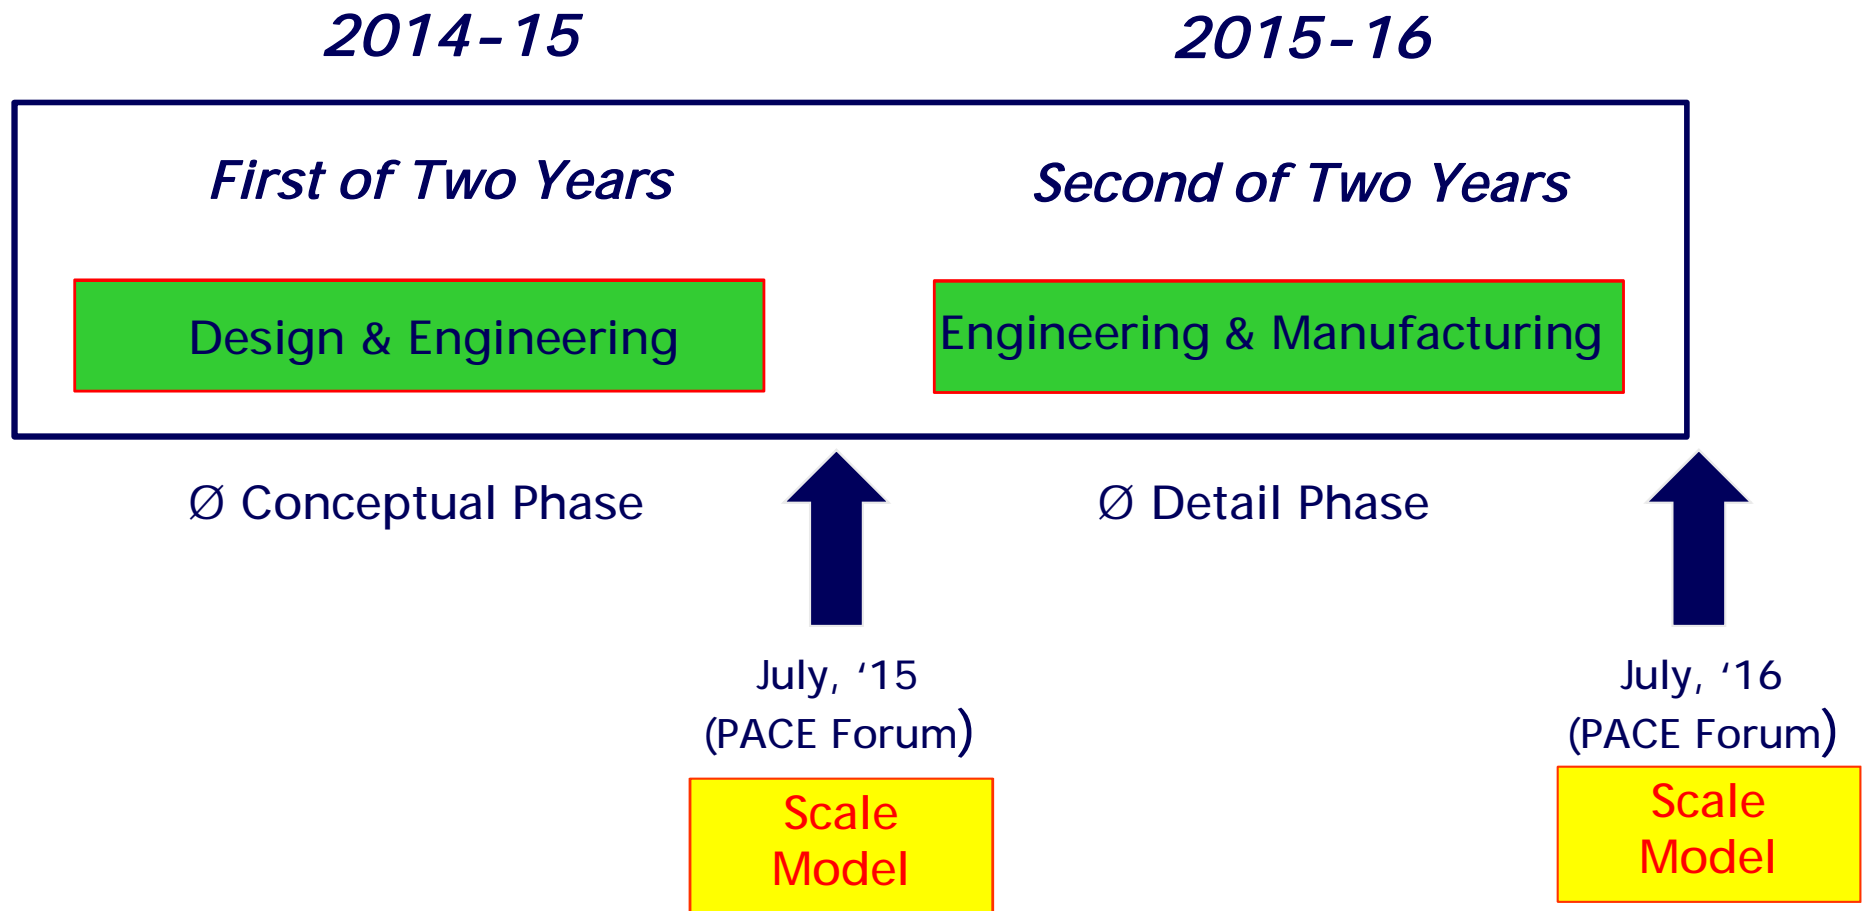 2014-15
2015-16
First of Two Years
Second of Two Years
Design & Engineering
Engineering & Manufacturing
Ø Conceptual Phase
Ø Detail Phase
July, ‘15
(PACE Forum)
Scale
Model
July, ‘16
(PACE Forum)
Scale
Model